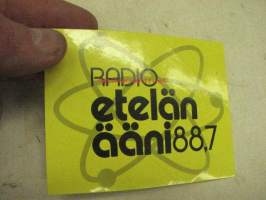 RADIO
etelän
ääni 88,7